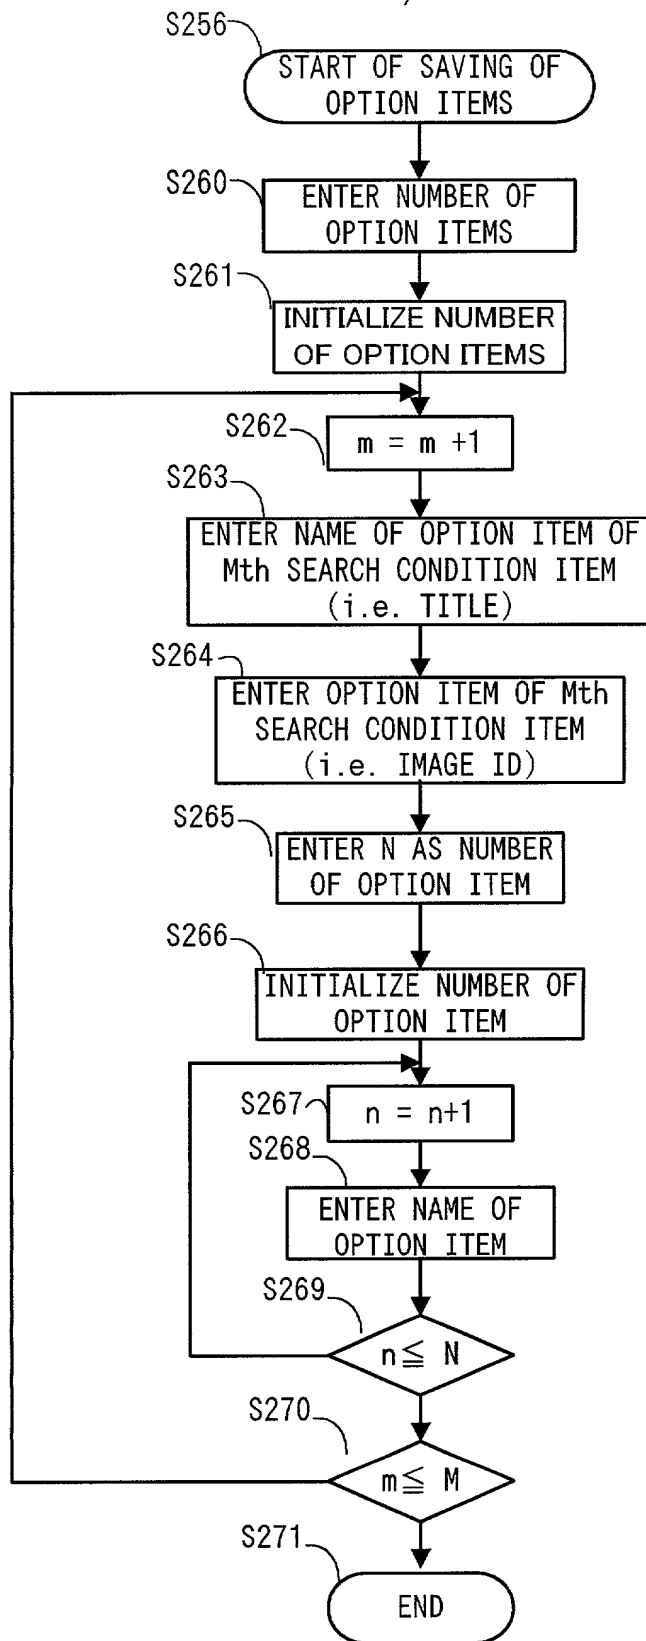 S256
START OF SAVING OF
OPTION ITEMS
S260
ENTER NUMBER OF
OPTION ITEMS
S261
INITIALIZE NUMBER
OF OPTION ITEMS
S262
m = m +1
S263
ENTER NAME OF OPTION ITEM OF
Mth SEARCH CONDITION ITEM
(i.e. TITLE)
S264
ENTER OPTION ITEM OF Mth
SEARCH CONDITION ITEM
(i.e. IMAGE ID)
S265
ENTER N AS NUMBER
OF OPTION ITEM
S266
INITIALIZE NUMBER OF
OPTION ITEM
S267
n = n+1
S268
ENTER NAME OF
OPTION ITEM
S269
n≦ N
S270
m≦ M
S271
END